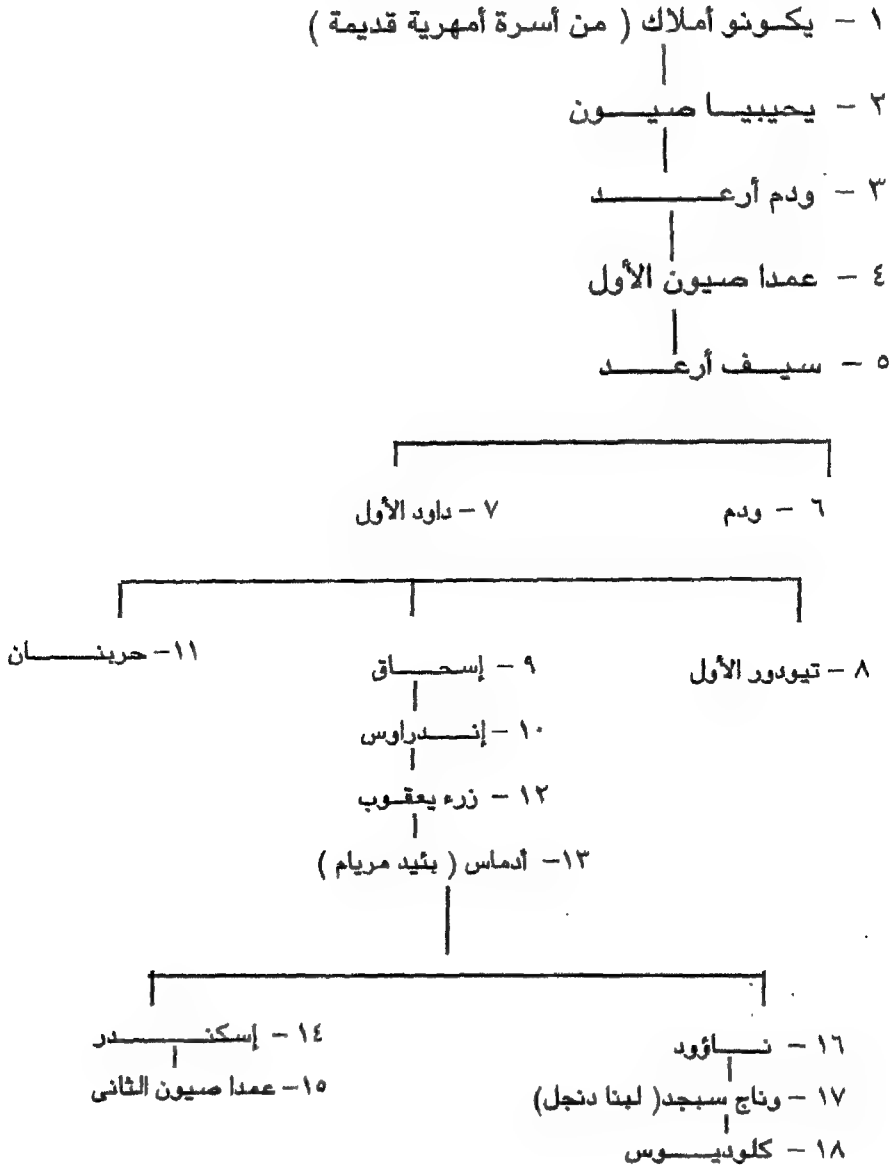 ١ – يكونو أملاك ( من أسرة أمهرية قديمة )
٢ – يحيبيا صيون
٣ – ودم أرعد
٤ – عمدا صيون الأول
٥ – سيف أرعد
٦ – ودم
٧ – داود الأول
٨ – تيودور الأول
٩ – إسحاق
١١ – حربنان
١٠ – إندراوس
١٢ – زرء يعقوب
١٣ – أدماس ( بئيد مريام )
١٤ – إسكندر
١٦ – ناؤود
١٥ – عمدا صيون الثانى
١٧ – وناج سبجد ( لبنا دنجل )
١٨ – كلوديوس